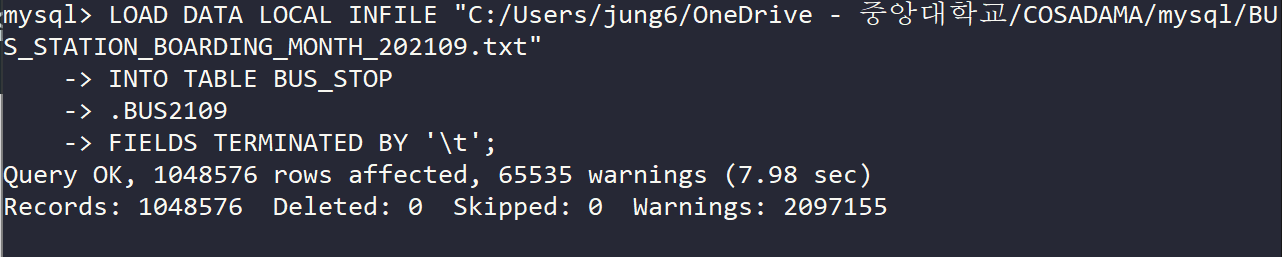 mysql> LOAD DATA LOCAL INFILE "C:/Users/jung6/OneDrive - 중앙대학교/COSADAMA/mysql/BU
S_STATION_BOARDING_MONTH_202109.txt"
    -> INTO TABLE BUS_STOP
    -> .BUS2109
    -> FIELDS TERMINATED BY '\t';
Query OK, 1048576 rows affected, 65535 warnings (7.98 sec)
Records: 1048576  Deleted: 0  Skipped: 0  Warnings: 2097155